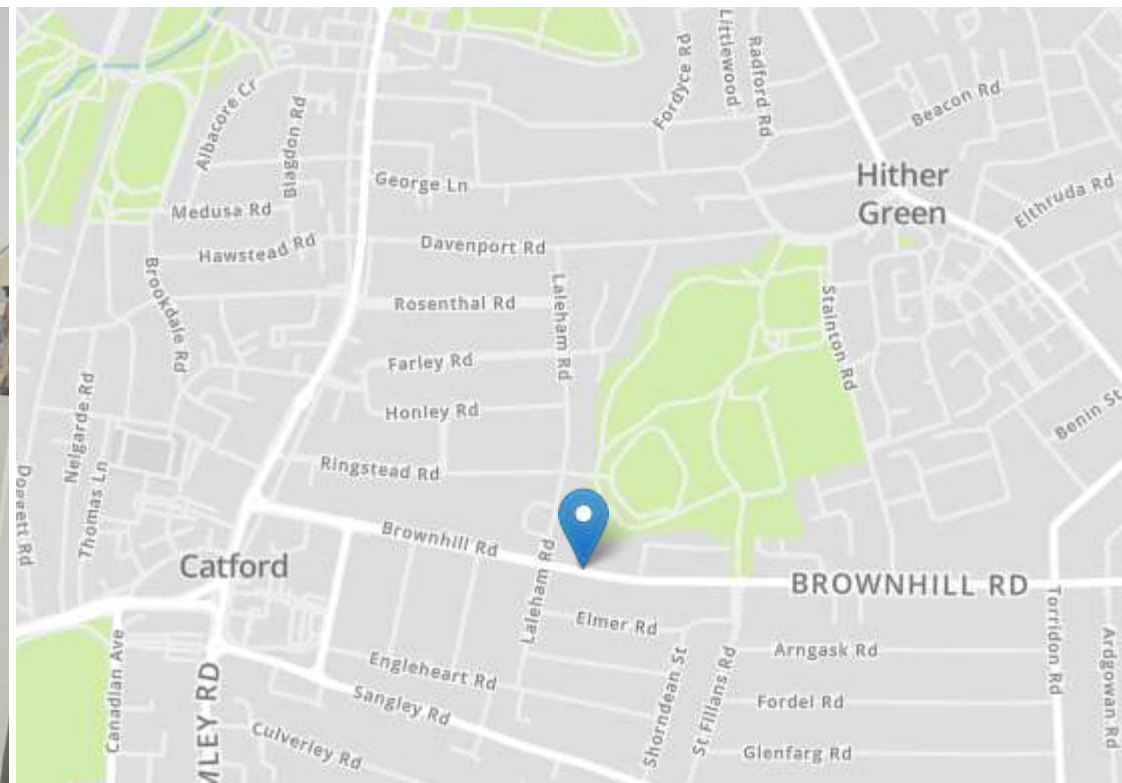 Fordyce Rd
Littlewood
Radford Rd
Beacon Rd
Albacore Cr
Blagdon Rd
George Ln
Hither
Green
Elthruda Rd
Medusa Rd
Hawstead Rd
Davenport Rd
Brookdale Rd
Rosenthal Rd
Laleham Rd
Stainton Rd
Farley Rd
Honley Rd
Nelgarde Rd
Thomas Ln
Doggett Rd
Benin St
Ringstead Rd
Brownhill Rd
Catford
Laleham Rd
BROWNHILL RD
Elmer Rd
Torridon Rd
Ardgowan Rd
Canadian Ave
Engleheart Rd
Shorndean St
St Fillans Rd
Arngask Rd
Sangley Rd
Fordel Rd
MLEY RD
Culverley Rd
Glenfarg Rd